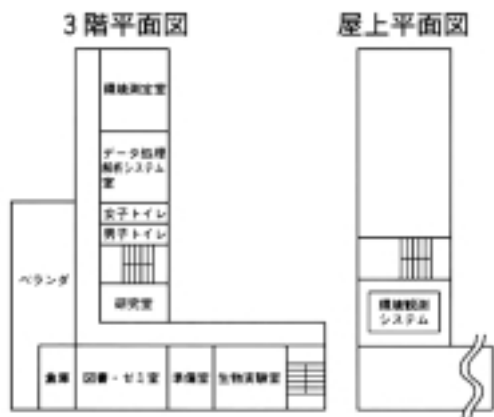 3階平面図
屋上平面図
環境測定室
データ処理
解析システム
室
女子トイレ
男子トイレ
研究室
ベランダ
倉庫
図書・ゼミ室
準備室
生物実験室
環境観測
システム